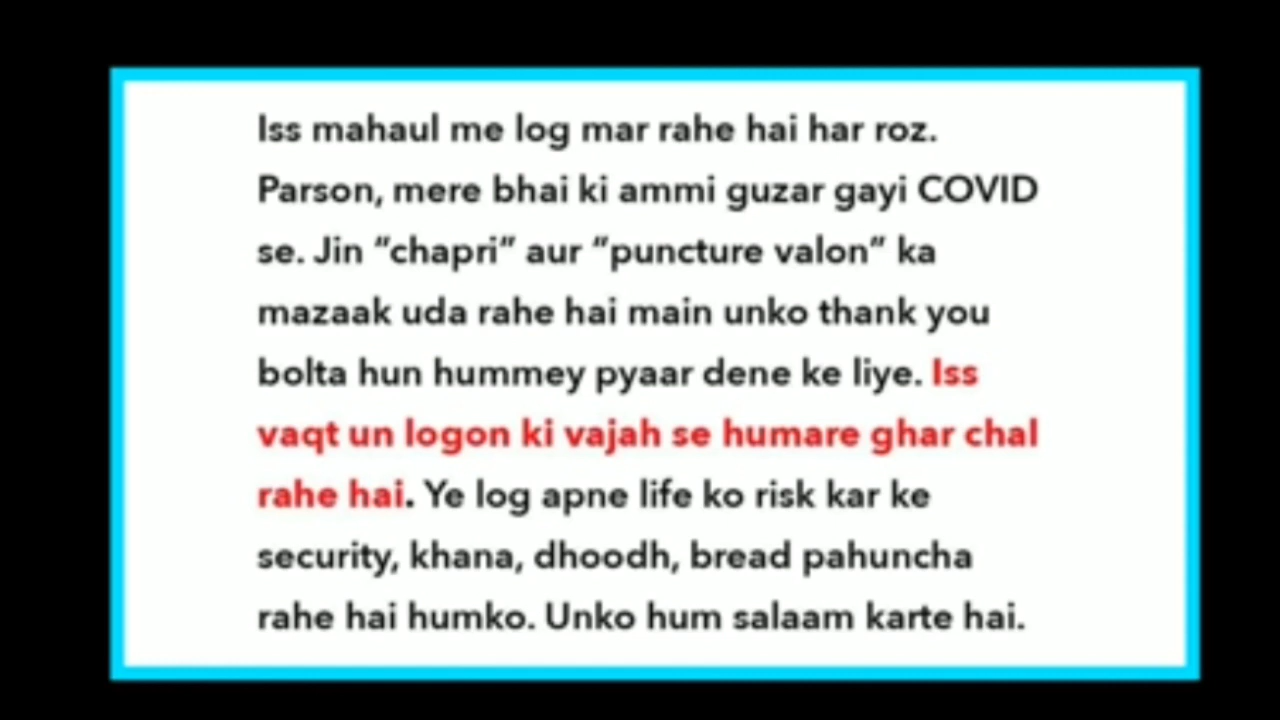 Iss mahaul me log mar rahe hai har roz.
Parson, mere bhai ki ammi guzar gayi COVID
se. Jin “chapri” aur “puncture valon” ka
mazaak uda rahe hai main unko thank you
bolta hun hummey pyaar dene ke liye. Iss
vaqt un logon ki vajah se humare ghar chal
rahe hai. Ye log apne life ko risk kar ke
security, khana, dhoodh, bread pahuncha
rahe hai humko. Unko hum salaam karte hai.